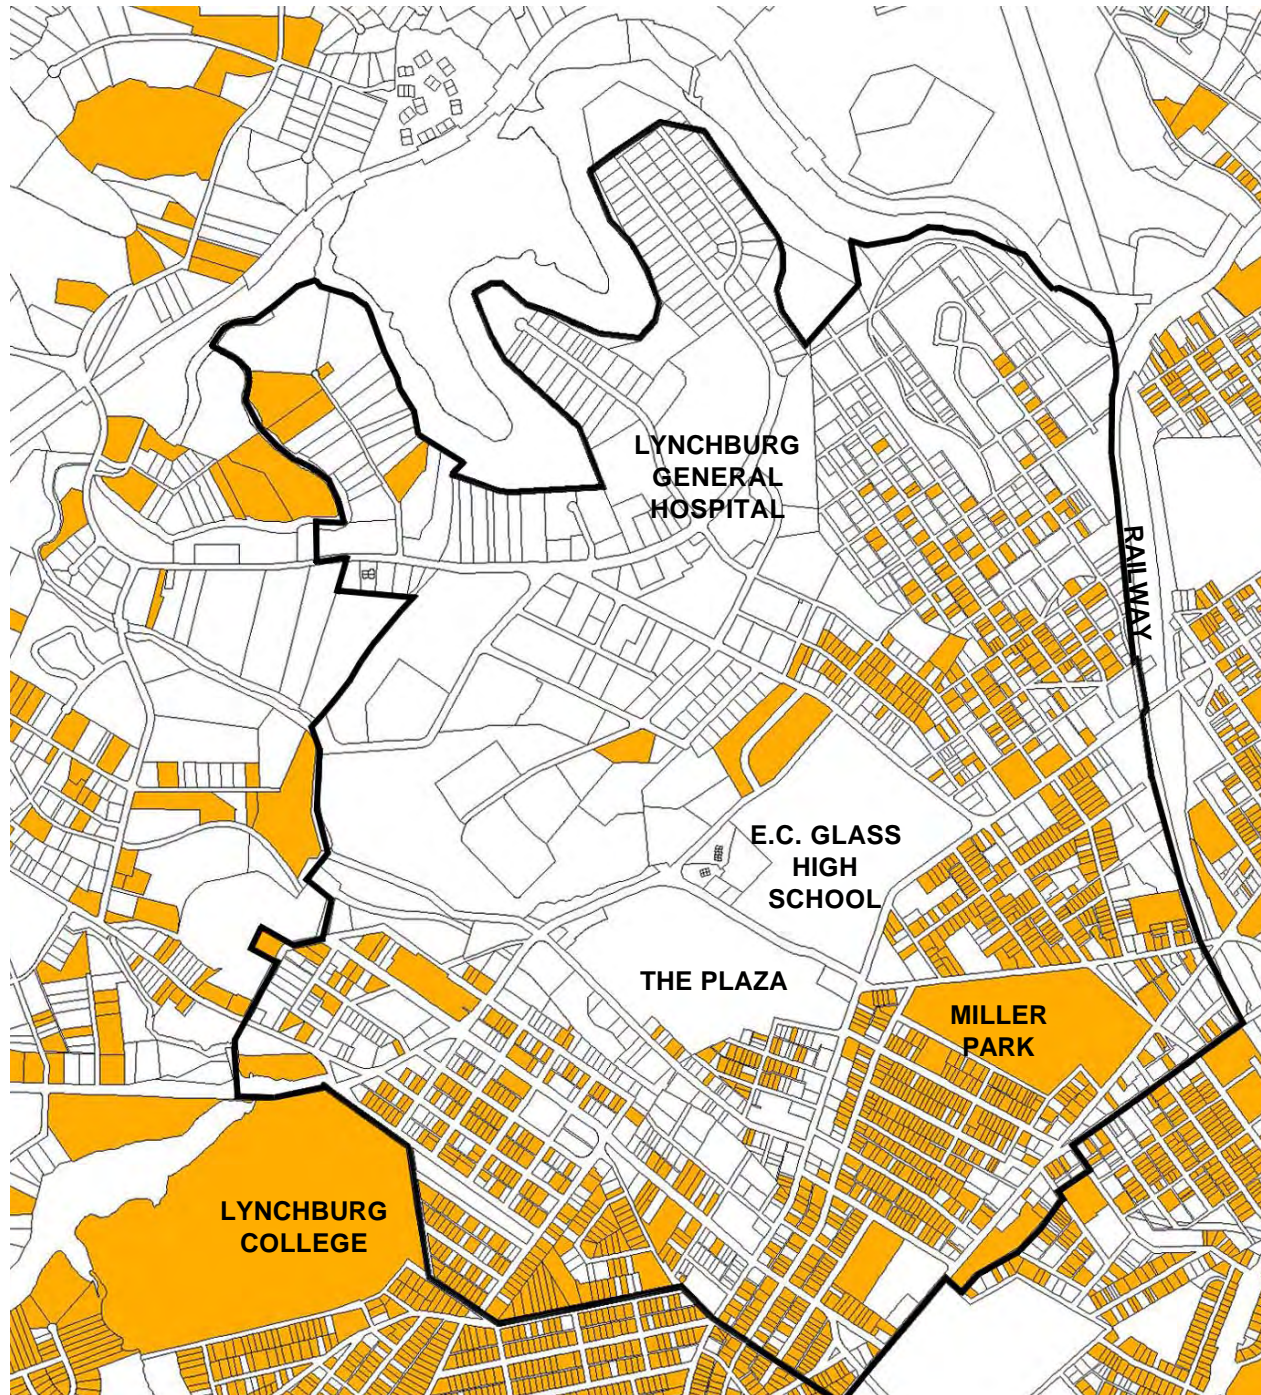 LYNCHBURG
GENERAL
HOSPITAL
RAILWAY
E.C. GLASS
HIGH
SCHOOL
THE PLAZA
MILLER
PARK
LYNCHBURG
COLLEGE